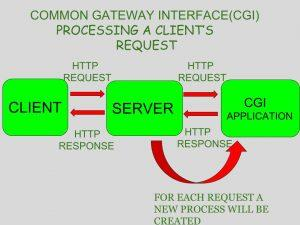 COMMON GATEWAY INTERFACE(CGI)
PROCESSING A CLIENT'S
REQUEST
HTTP
REQUEST
HTTP
REQUEST
CLIENT
SERVER
CGI
APPLICATION
HTTP
RESPONSE
HTTP
RESPONSE
FOR EACH REQUEST A
NEW PROCESS WILL BE
CREATED